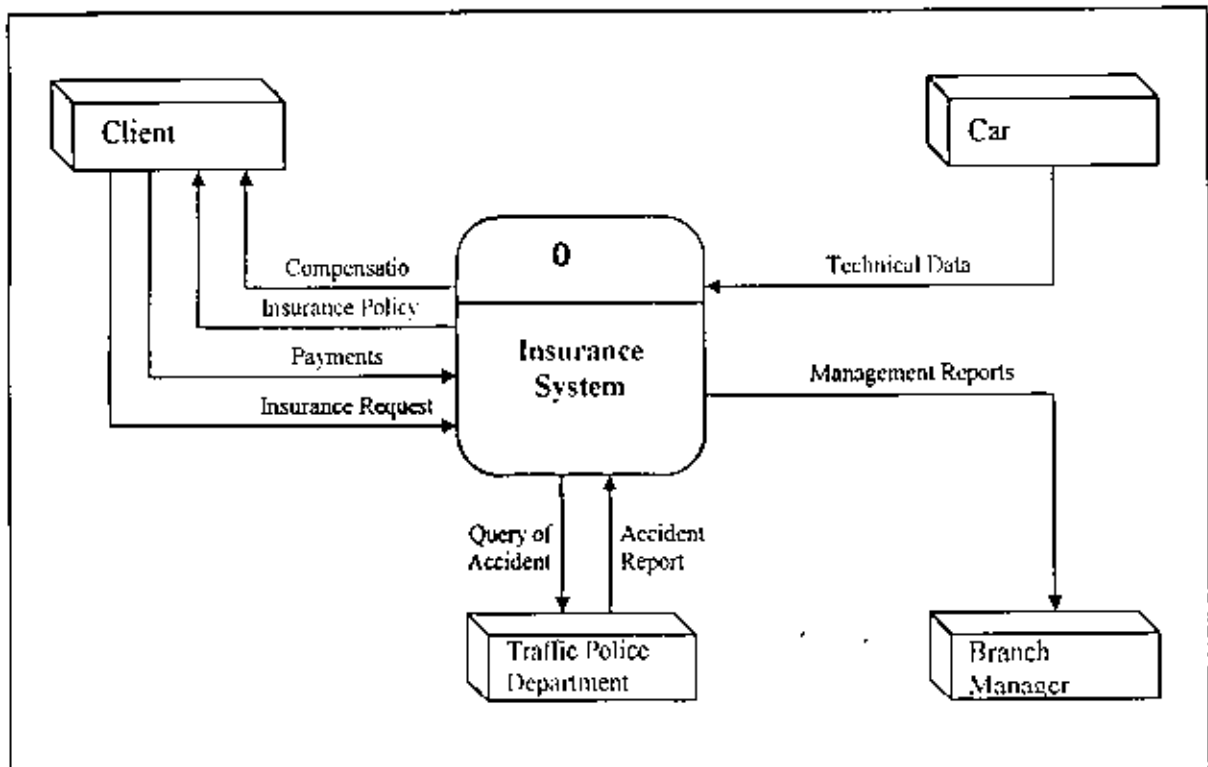 Client
Car
0
Compensatio
Technical Data
Insurance Policy
Insurance
System
Payments
Management Reports
Insurance Request
Query of
Accident
Accident
Report
Traffic Police
Department
Branch
Manager